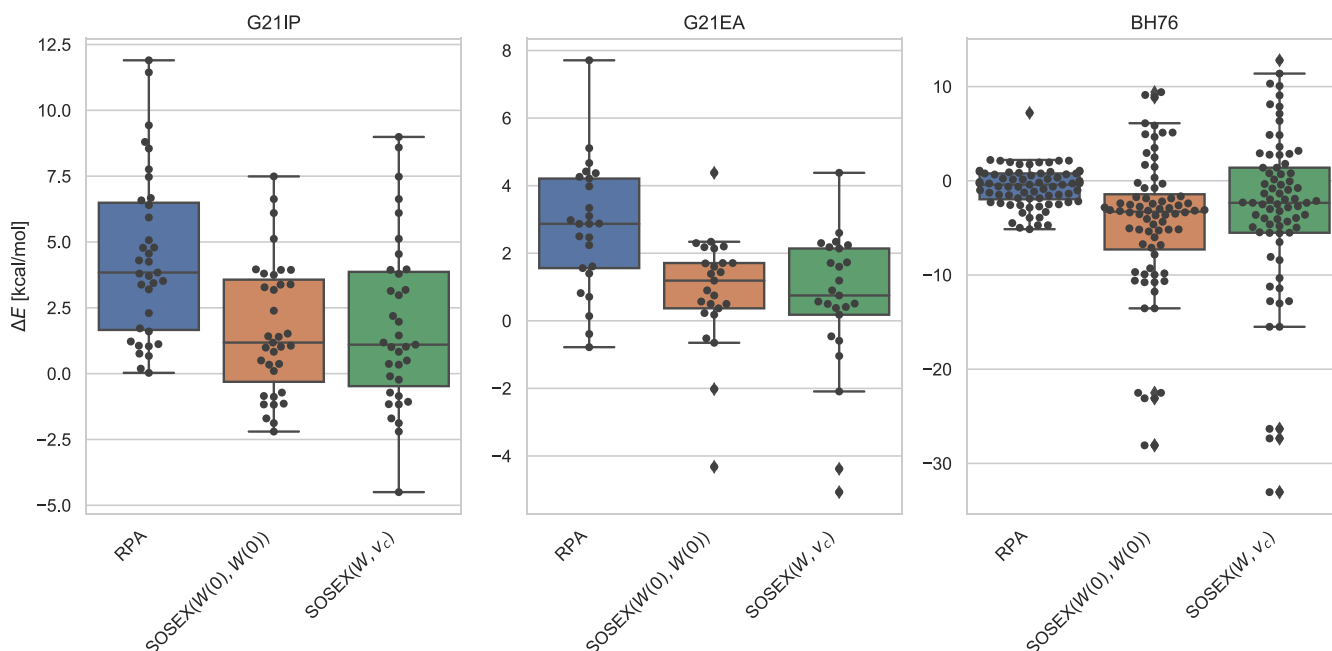 G21IP
G21EA
BH76
ΔE [kcal/mol]
12.5
10.0
7.5
5.0
2.5
0.0
−2.5
−5.0
8
6
4
2
0
−2
−4
10
0
−10
−20
−30
RPA
SOSEX(W(0), W(0))
SOSEX(W, v_c)
RPA
SOSEX(W(0), W(0))
SOSEX(W, v_c)
RPA
SOSEX(W(0), W(0))
SOSEX(W, v_c)